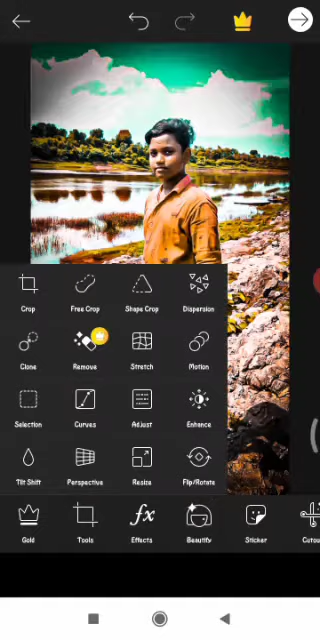 Crop Free Crop Shape Crop Dispersion
Clone Remove Stretch Motion
Selection Curves Adjust Enhance
Tilt Shift Perspective Resize Flip/Rotate
Gold Tools Effects Beautify Sticker Cutou